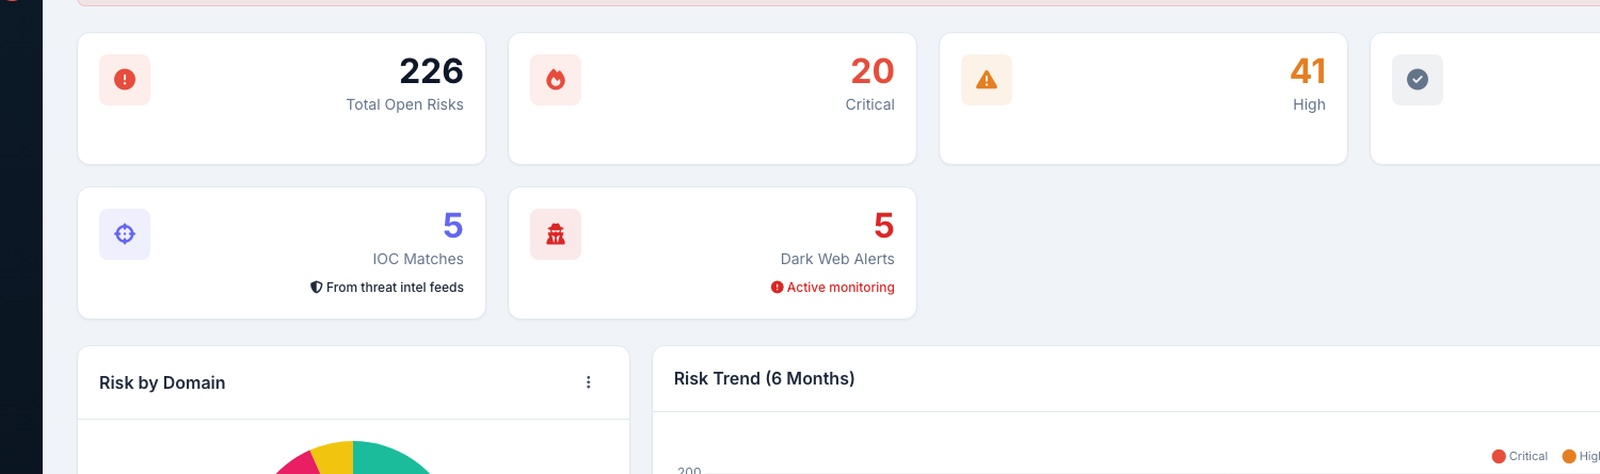 226
Total Open Risks
20
Critical
41
High
5
IOC Matches
From threat intel feeds
5
Dark Web Alerts
Active monitoring
Risk by Domain
Risk Trend (6 Months)
Critical
200